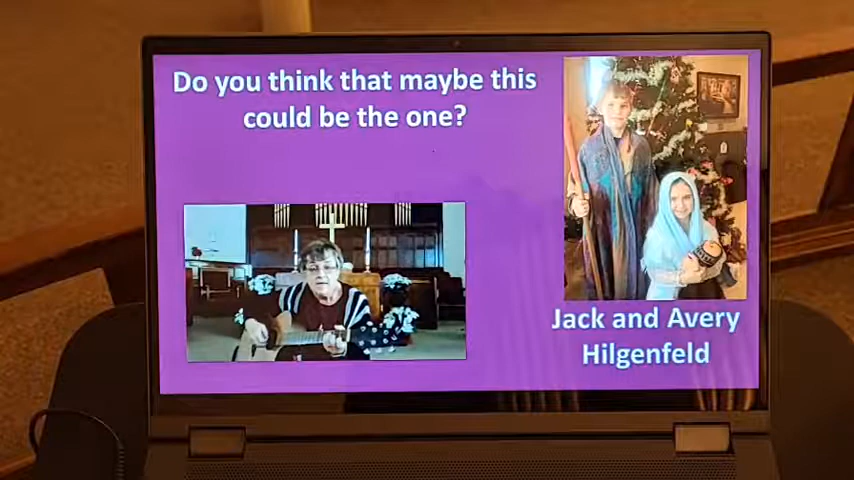 Do you think that maybe this
could be the one?
Jack and Avery
Hilgenfeld